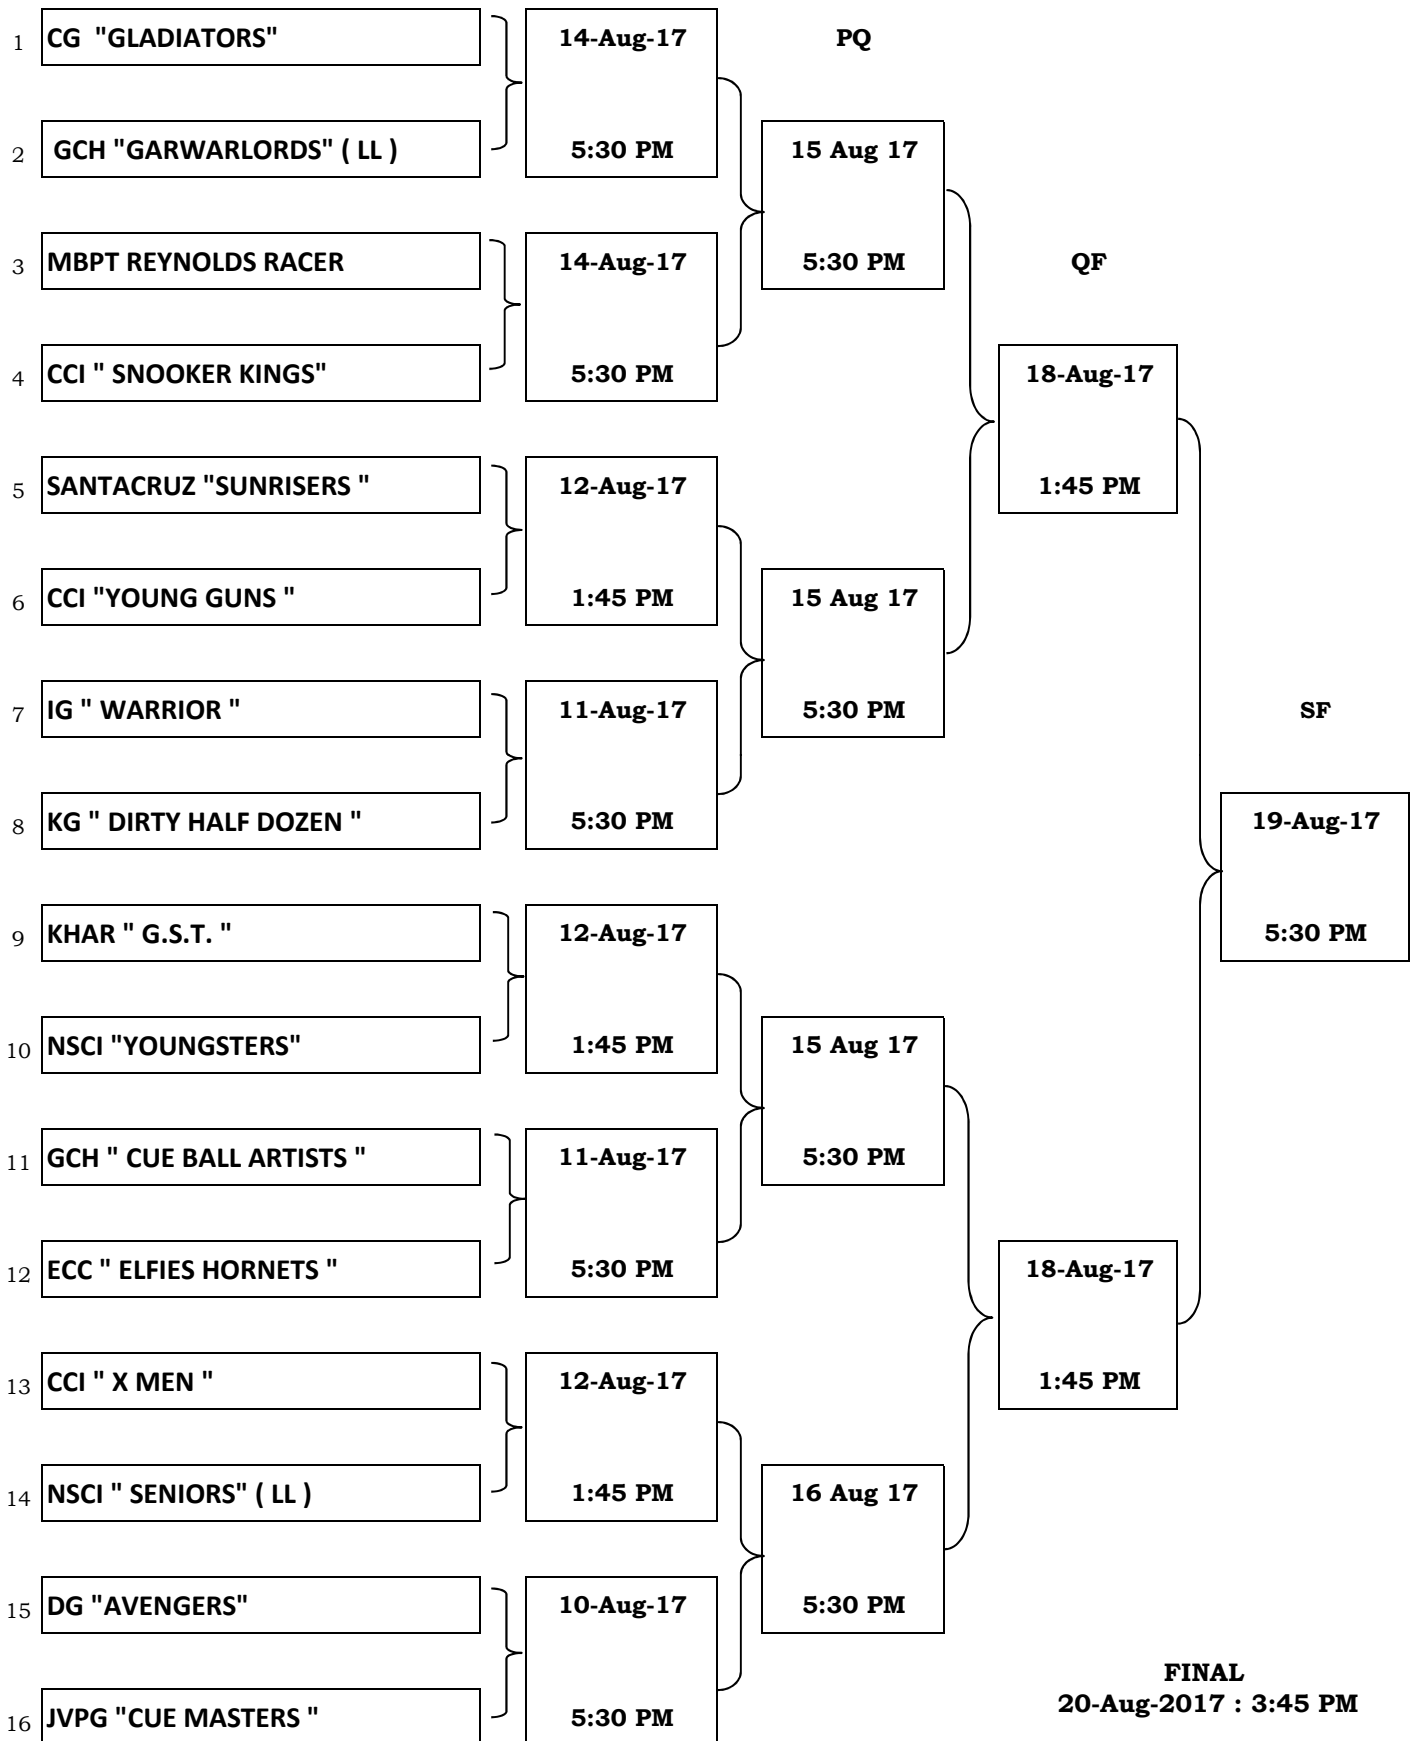 1 CG "GLADIATORS" 14-Aug-17 PQ
2 GCH "GARWARLORDS" ( LL ) 5:30 PM 15 Aug 17
3 MBPT REYNOLDS RACER 14-Aug-17 5:30 PM QF
4 CCI " SNOOKER KINGS" 5:30 PM 18-Aug-17
5 SANTACRUZ "SUNRISERS " 12-Aug-17 1:45 PM
6 CCI "YOUNG GUNS " 1:45 PM 15 Aug 17
7 IG " WARRIOR " 11-Aug-17 5:30 PM SF
8 KG " DIRTY HALF DOZEN " 5:30 PM 19-Aug-17
9 KHAR " G.S.T. " 12-Aug-17 5:30 PM
10 NSCI "YOUNGSTERS" 1:45 PM 15 Aug 17
11 GCH " CUE BALL ARTISTS " 11-Aug-17 5:30 PM
12 ECC " ELFIES HORNETS " 5:30 PM 18-Aug-17
13 CCI " X MEN " 12-Aug-17 1:45 PM
14 NSCI " SENIORS" ( LL ) 1:45 PM 16 Aug 17
15 DG "AVENGERS" 10-Aug-17 5:30 PM
FINAL
16 JVPG "CUE MASTERS " 5:30 PM 20-Aug-2017 : 3:45 PM